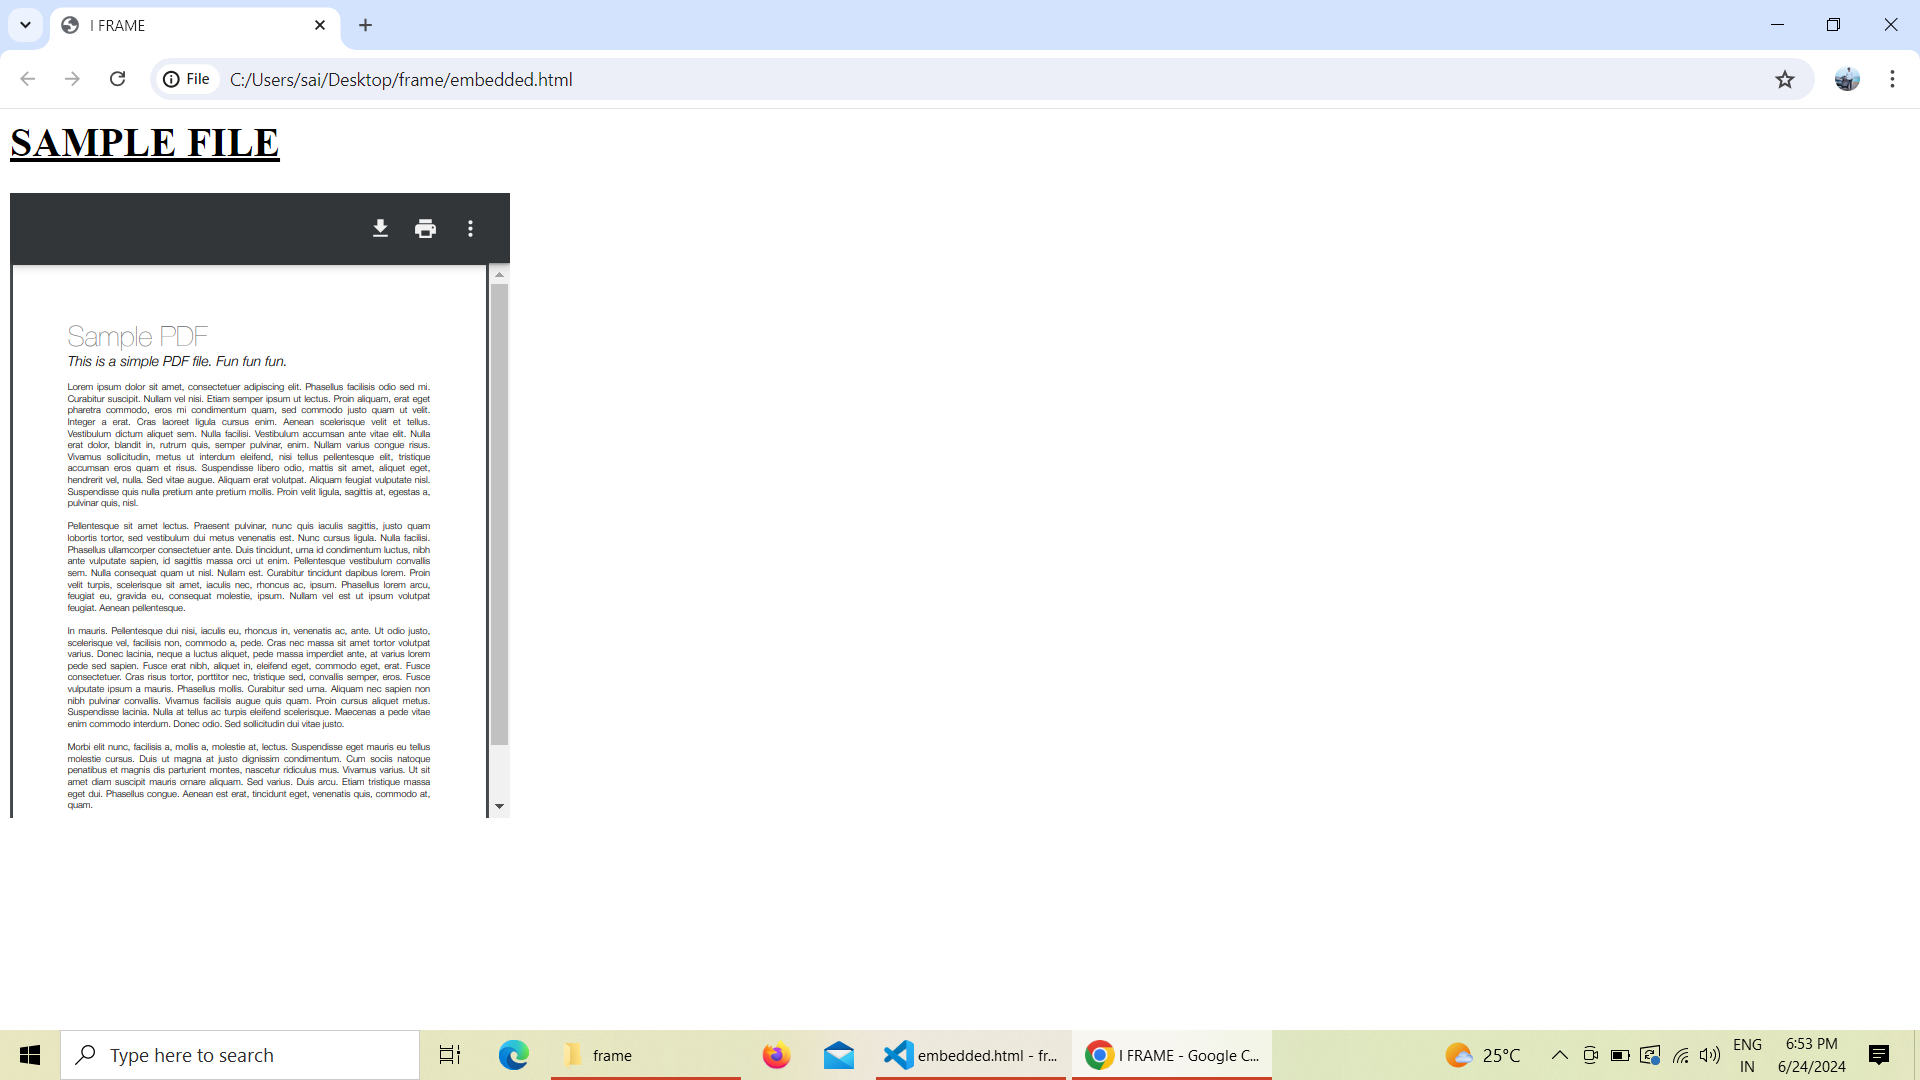 I FRAME
File
C:/Users/sai/Desktop/frame/embedded.html
SAMPLE FILE
Sample PDF
This is a simple PDF file. Fun fun fun.
Lorem ipsum dolor sit amet, consectetuer adipiscing elit. Phasellus facilisis odio sed mi.
Curabitur suscipit. Nullam vel nisi. Etiam semper ipsum ut lectus. Proin aliquam, erat eget
pharetra commodo, eros mi condimentum quam, sed commodo justo quam ut velit.
Integer a erat. Cras laoreet ligula cursus enim. Aenean scelerisque velit et tellus.
Vestibulum dictum aliquet sem. Nulla facilisi. Vestibulum accumsan ante vitae elit. Nulla
erat dolor, blandit in, rutrum quis, semper pulvinar, enim. Nullam varius congue risus.
Vivamus sollicitudin, metus ut interdum eleifend, nisi tellus pellentesque elit, tristique
accumsan eros quam et risus. Suspendisse libero odio, mattis sit amet, aliquet eget,
hendrerit vel, nulla. Sed vitae augue. Aliquam erat volutpat. Aliquam feugiat vulputate nisl.
Suspendisse quis nulla pretium ante pretium mollis. Proin velit ligula, sagittis at, egestas a,
pulvinar quis, nisl.
Pellentesque sit amet lectus. Praesent pulvinar, nunc quis iaculis sagittis, justo quam
lobortis tortor, sed vestibulum dui metus venenatis est. Nunc cursus ligula. Nulla facilisi.
Phasellus ullamcorper consectetuer ante. Duis tincidunt, urna id condimentum luctus, nibh
ante vulputate sapien, id sagittis massa orci ut enim. Pellentesque vestibulum convallis
sem. Nulla consequat quam ut nisl. Nullam est. Curabitur tincidunt dapibus lorem. Proin
velit turpis, scelerisque sit amet, iaculis nec, rhoncus ac, ipsum. Phasellus lorem arcu,
feugiat eu, gravida eu, consequat molestie, ipsum. Nullam vel est ut ipsum volutpat
feugiat. Aenean pellentesque.
In mauris. Pellentesque dui nisi, iaculis eu, rhoncus in, venenatis ac, ante. Ut odio justo,
scelerisque vel, facilisis non, commodo a, pede. Cras nec massa sit amet tortor volutpat
varius. Donec lacinia, neque a luctus aliquet, pede massa imperdiet ante, at varius lorem
pede sed sapien. Fusce erat nibh, aliquet in, eleifend eget, commodo eget, erat. Fusce
consectetuer. Cras risus tortor, porttitor nec, tristique sed, convallis semper, eros. Fusce
vulputate ipsum a mauris. Phasellus mollis. Curabitur sed urna. Aliquam nec sapien non
nibh pulvinar convallis. Vivamus facilisis augue quis quam. Proin cursus aliquet metus.
Suspendisse lacinia. Nulla at tellus ac turpis eleifend scelerisque. Maecenas a pede vitae
enim commodo interdum. Donec odio. Sed sollicitudin dui vitae justo.
Morbi elit nunc, facilisis a, mollis a, molestie at, lectus. Suspendisse eget mauris eu tellus
molestie cursus. Duis ut magna at justo dignissim condimentum. Cum sociis natoque
penatibus et magnis dis parturient montes, nascetur ridiculus mus. Vivamus varius. Ut sit
amet diam suscipit mauris ornare aliquam. Sed varius. Duis arcu. Etiam tristique massa
eget dui. Phasellus congue. Aenean est erat, tincidunt eget, venenatis quis, commodo at,
quam.
Type here to search
frame
embedded.html - fr...
I FRAME - Google C...
25°C
ENG
IN
6:53 PM
6/24/2024